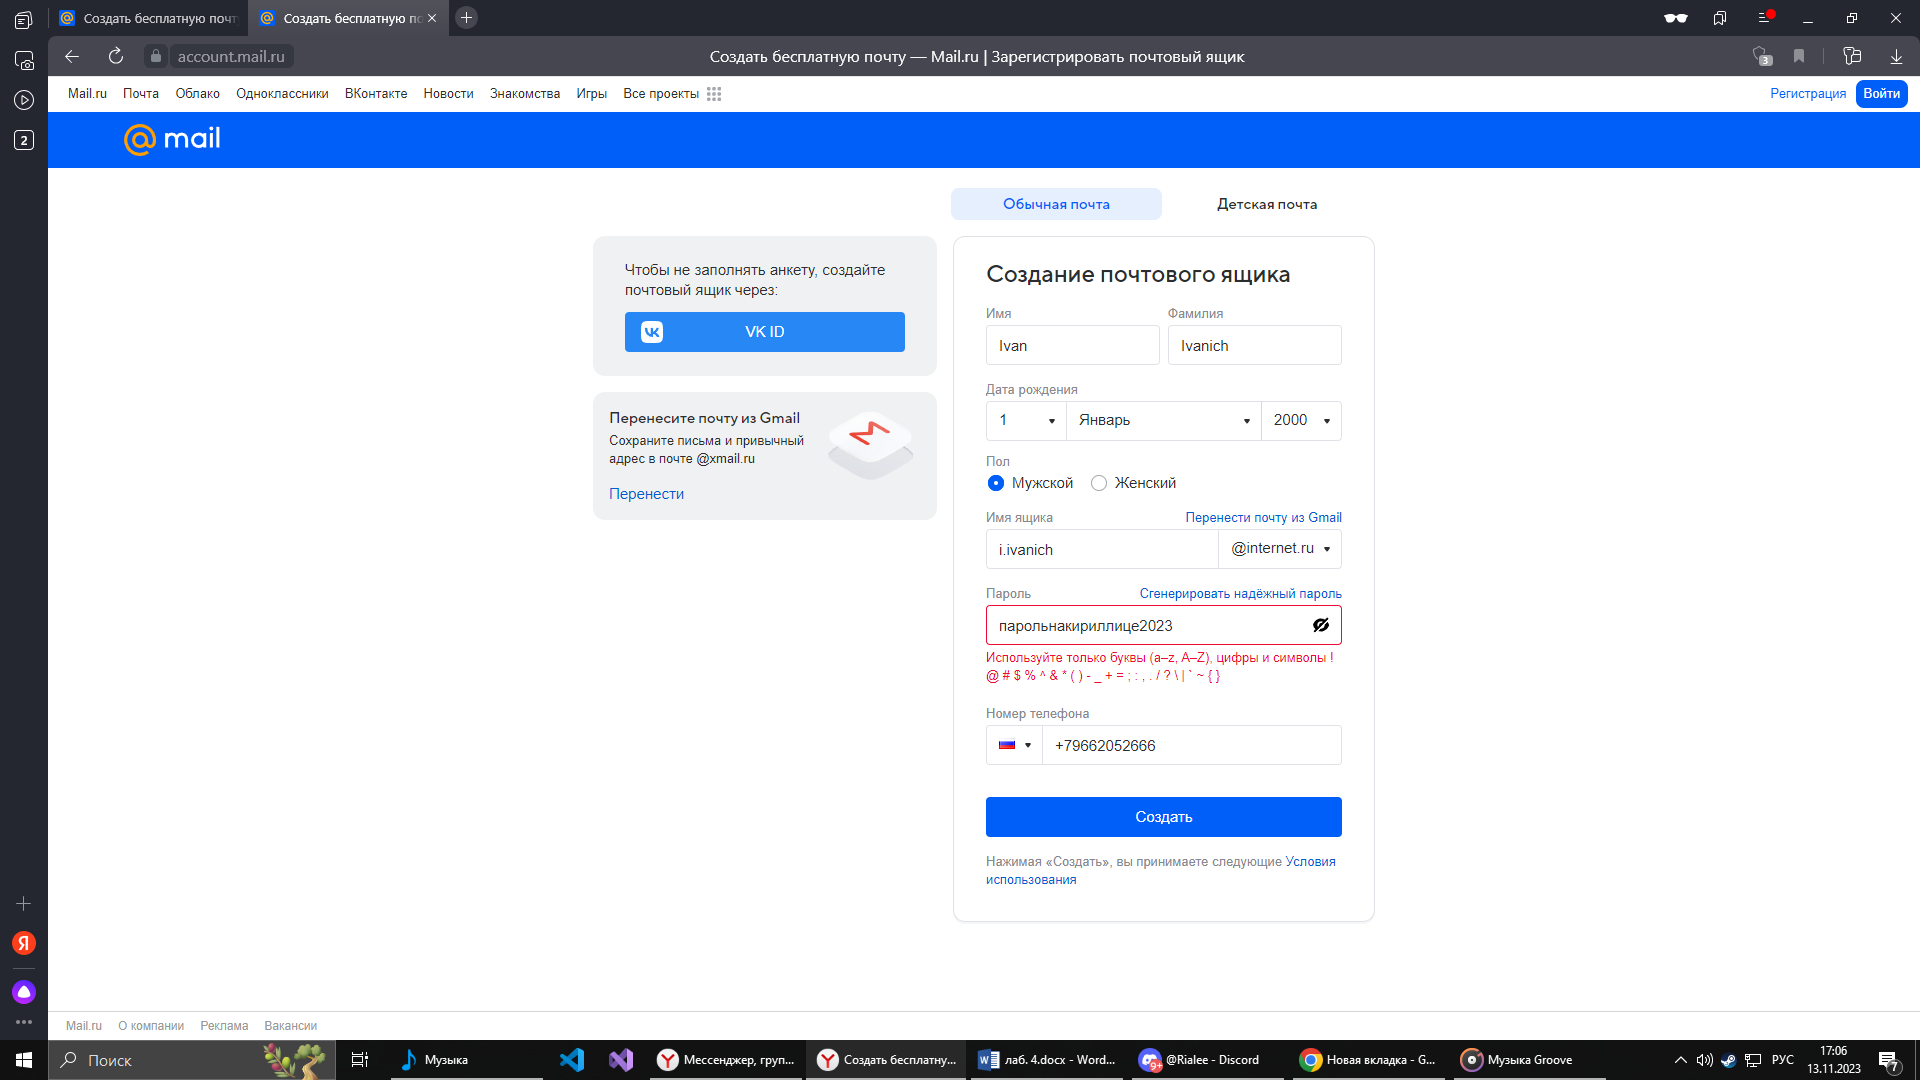 Создать бесплатную почт
Создать бесплатную по
account.mail.ru
Создать бесплатную почту — Mail.ru | Зарегистрировать почтовый ящик
3
2
Mail.ru Почта Облако Одноклассники ВКонтакте Новости Знакомства Игры Все проекты
Регистрация Войти
@mail
Обычная почта Детская почта
Чтобы не заполнять анкету, создайте
почтовый ящик через:
VK ID
Перенесите почту из Gmail
Сохраните письма и привычный
адрес в почте @xmail.ru
Перенести
Создание почтового ящика
Имя Фамилия
Ivan Ivanich
Дата рождения
1 Январь 2000
Пол
Мужской Женский
Имя ящика Перенести почту из Gmail
i.ivanich @internet.ru
Пароль Сгенерировать надёжный пароль
парольнакириллице2023
Используйте только буквы (a–z, A–Z), цифры и символы !
@ # $ % ^ & * ( ) - _ + = ; : , . / ? \ | ` ~ { }
Номер телефона
+79662052666
Создать
Нажимая «Создать», вы принимаете следующие Условия
использования
Я
Mail.ru О компании Реклама Вакансии
Поиск
Музыка
Мессенджер, груп...
Создать бесплатну...
лаб. 4.docx - Word...
9+
@Rialee - Discord
Новая вкладка - G...
Музыка Groove
РУС
17:06
13.11.2023
7